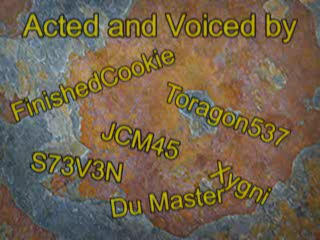 Acted and Voiced by
FinishedCookie
Toragon537
JCM45
S73V3N
Xygni
Du Master